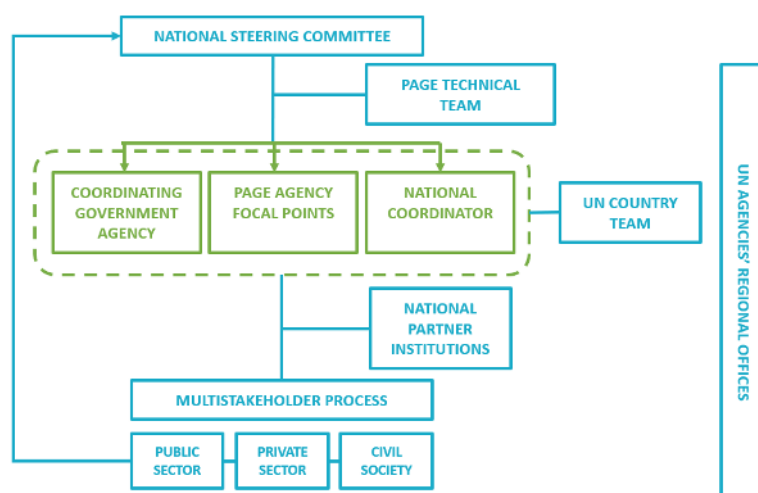 NATIONAL STEERING COMMITTEE
PAGE TECHNICAL
TEAM
COORDINATING
GOVERNMENT
AGENCY
PAGE AGENCY
FOCAL POINTS
NATIONAL
COORDINATOR
UN COUNTRY
TEAM
UN AGENCIES' REGIONAL OFFICES
NATIONAL
PARTNER
INSTITUTIONS
MULTISTAKEHOLDER PROCESS
PUBLIC
SECTOR
PRIVATE
SECTOR
CIVIL
SOCIETY